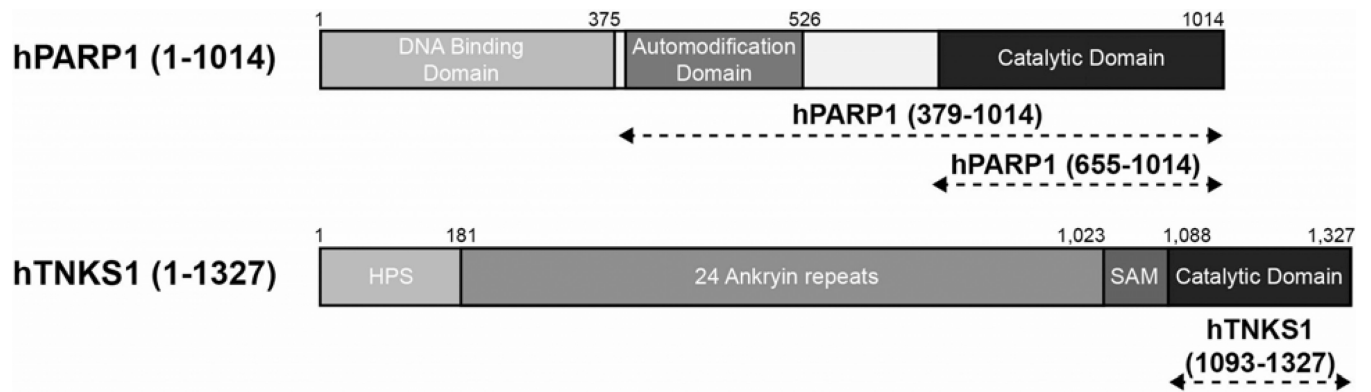 1 375 526 1014
hPARP1 (1-1014)
DNA Binding
Domain
Automodification
Domain
Catalytic Domain
hPARP1 (379-1014)
hPARP1 (655-1014)
1 181 1,023 1,088 1,327
hTNKS1 (1-1327)
HPS
24 Ankryin repeats
SAM
Catalytic Domain
hTNKS1
(1093-1327)